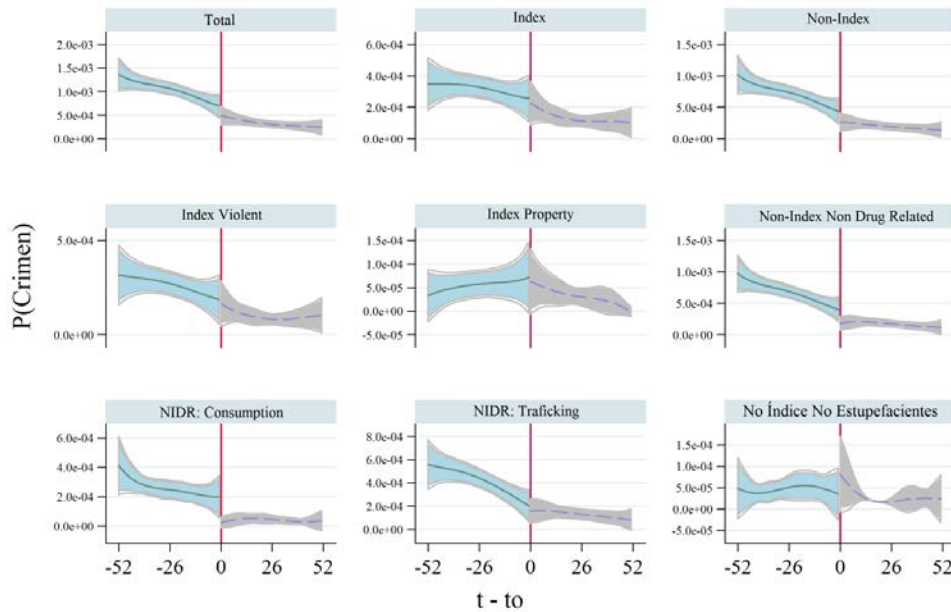 Total
Index
Non-Index
2.0e-03
1.5e-03
1.0e-03
5.0e-04
0.0e+00
6.0e-04
4.0e-04
2.0e-04
0.0e+00
1.5e-03
1.0e-03
5.0e-04
0.0e+00
Index Violent
Index Property
Non-Index Non Drug Related
5.0e-04
0.0e+00
1.5e-04
1.0e-04
5.0e-05
0.0e+00
-5.0e-05
1.5e-03
1.0e-03
5.0e-04
0.0e+00
P(Crimen)
NIDR: Consumption
NIDR: Traficking
No Índice No Estupefacientes
6.0e-04
4.0e-04
2.0e-04
0.0e+00
8.0e-04
6.0e-04
4.0e-04
2.0e-04
0.0e+00
1.5e-04
1.0e-04
5.0e-05
0.0e+00
-5.0e-05
-52 -26 0 26 52
-52 -26 0 26 52
-52 -26 0 26 52
t - to